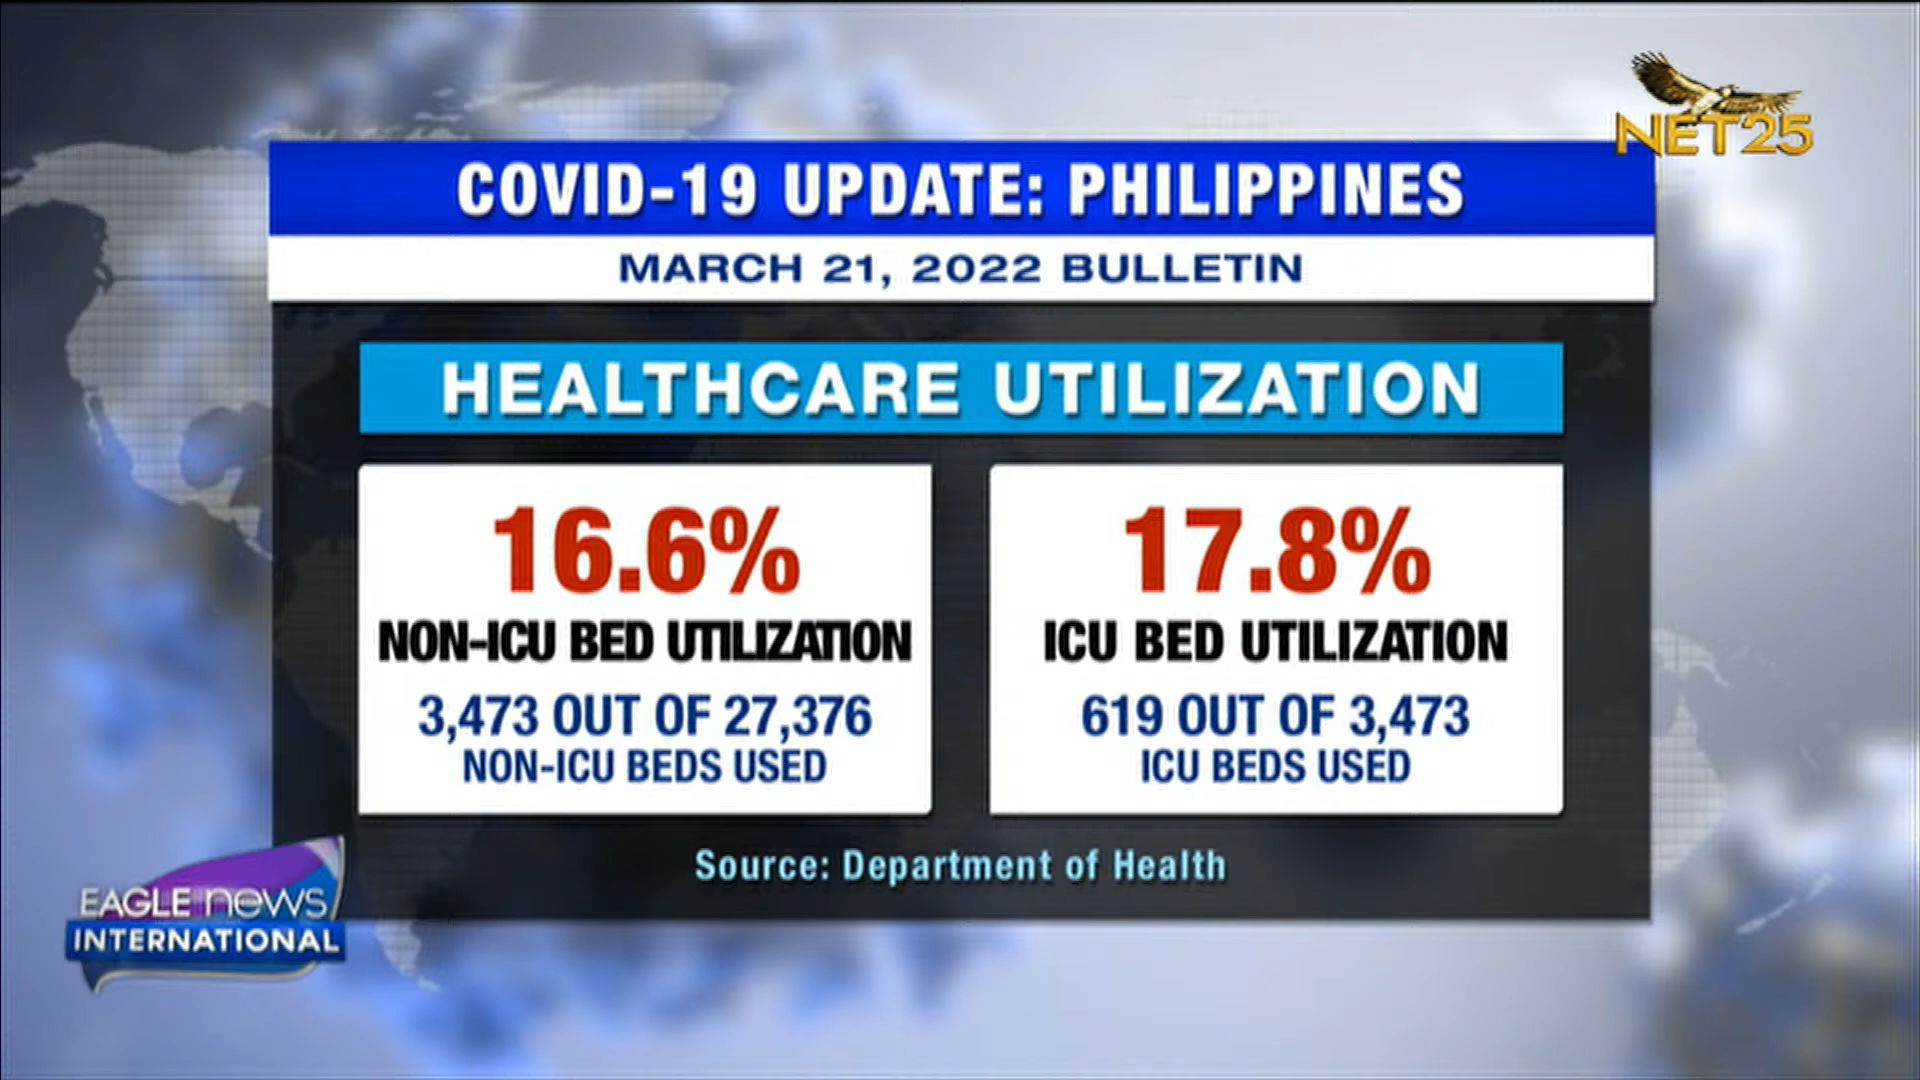 NET25
COVID-19 UPDATE: PHILIPPINES
MARCH 21, 2022 BULLETIN
HEALTHCARE UTILIZATION
16.6%
NON-ICU BED UTILIZATION
3,473 OUT OF 27,376
NON-ICU BEDS USED
17.8%
ICU BED UTILIZATION
619 OUT OF 3,473
ICU BEDS USED
Source: Department of Health
EAGLE news
INTERNATIONAL